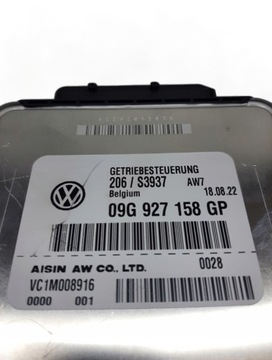 GETRIEBESTEUERUNG
206 / S3937 AW7
Belgium 18.08.22
09G 927 158 GP
AISIN AW CO., LTD. 0028
VC1M008916
0000 001